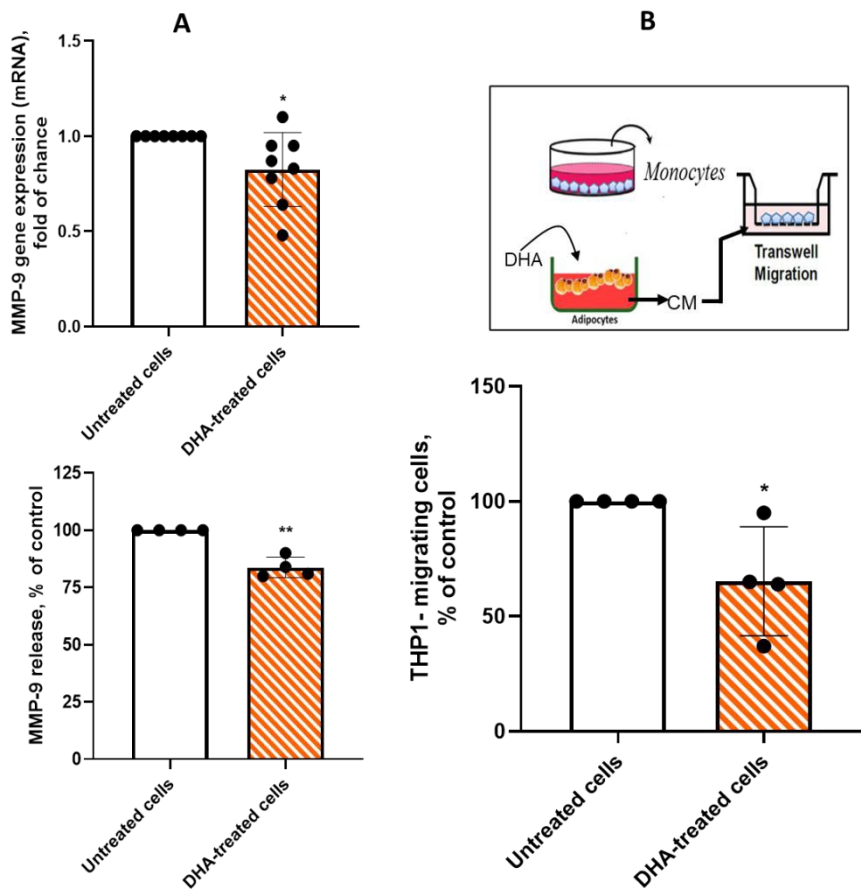 A
MMP-9 gene expression (mRNA),
fold of chance
1.5
1.0
0.5
0.0
*
Untreated cells
DHA-treated cells
MMP-9 release, % of control
125
100
75
50
25
0
**
Untreated cells
DHA-treated cells
B
Monocytes
DHA
CM
Adipocytes
Transwell
Migration
THP1- migrating cells,
% of control
150
100
50
0
*
Untreated cells
DHA-treated cells